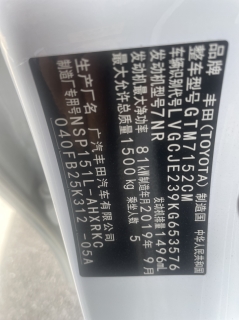 品牌 丰田(TOYOTA) 制造国 中华人民共和国
整车型号 GTM7152CM
车辆识别代号 LVGCJE239KG653576
发动机型号 7NR 发动机排量 1496mL
发动机最大净功率 81kW 制造年月 2019年9月
最大允许总质量 1500kg 乘坐人数 5
生产厂名 广汽丰田汽车有限公司
制造厂专用号 NSP151L-AHXRKC
040FB25K312 -05A